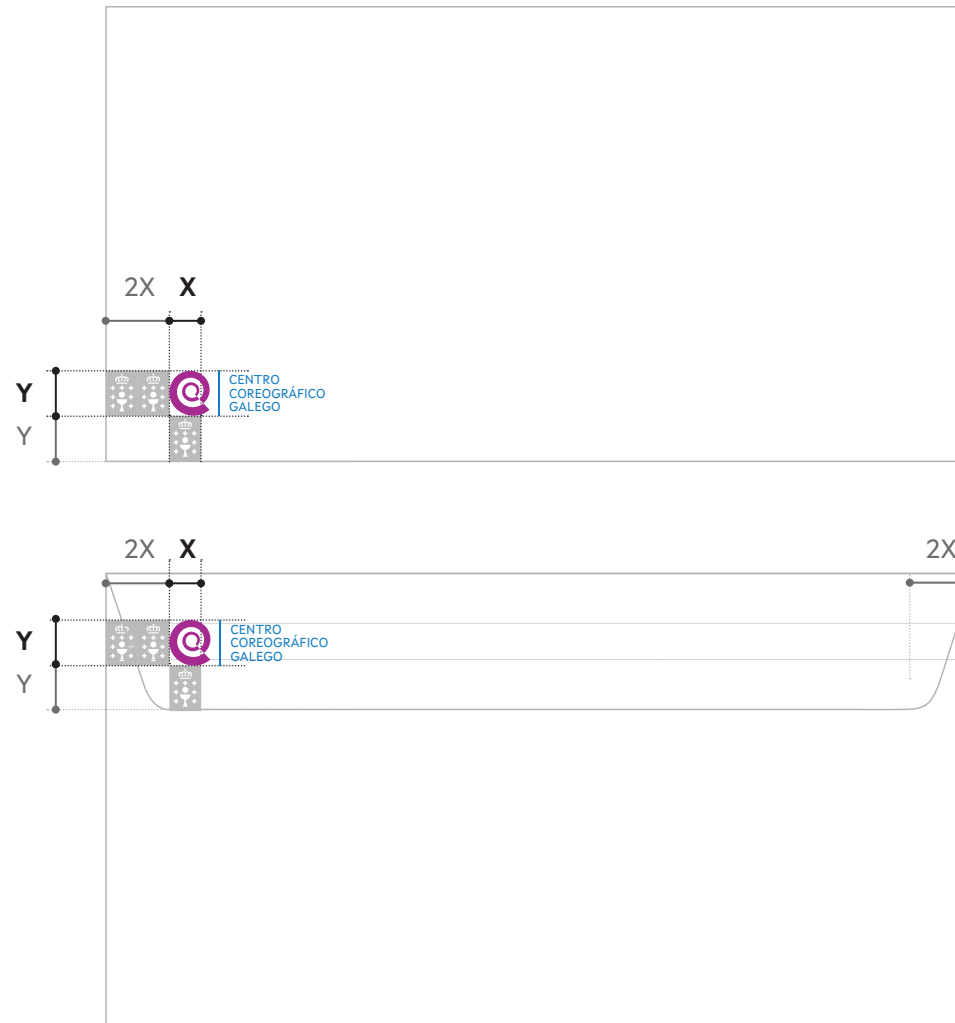 2X X
Y
Y
CENTRO
COREOGRÁFICO
GALEGO
2X X
2X
Y
Y
CENTRO
COREOGRÁFICO
GALEGO